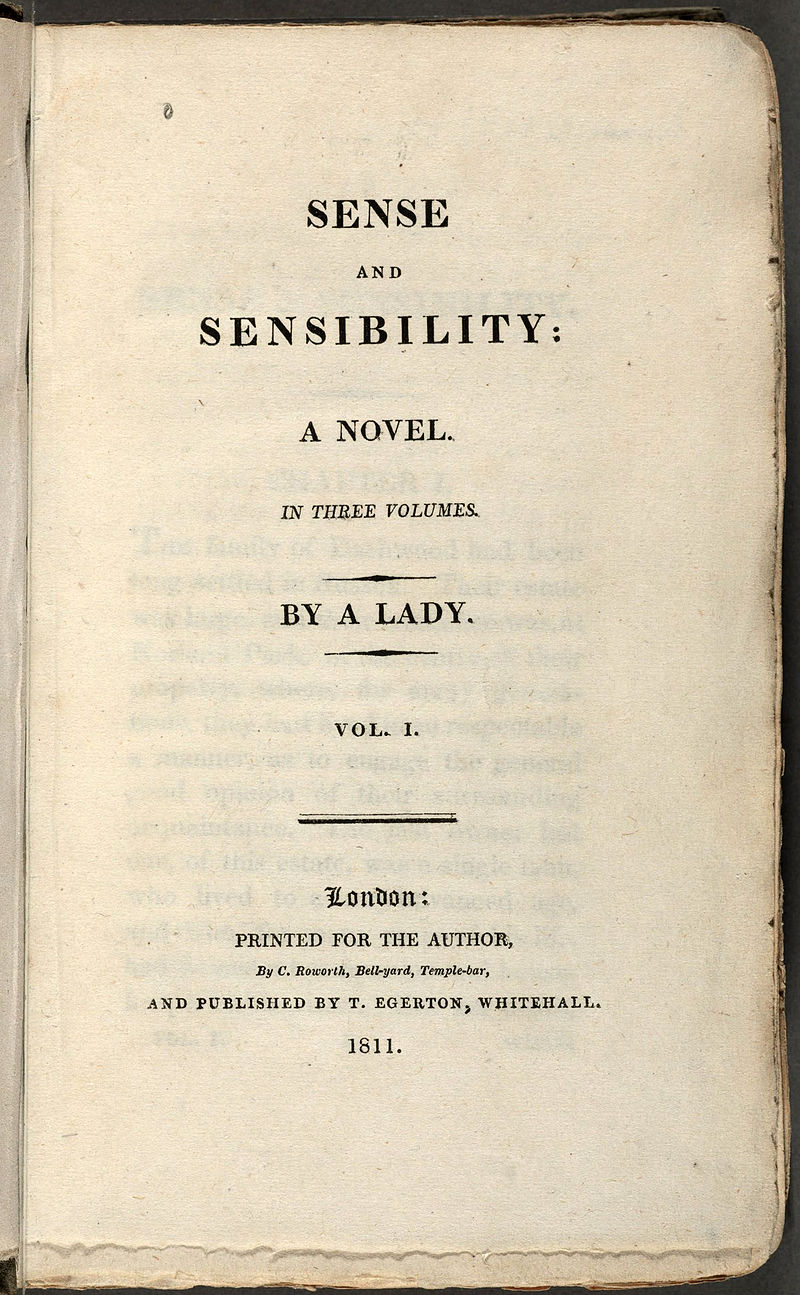 SENSE
AND
SENSIBILITY:
A NOVEL.
IN THREE VOLUMES.
BY A LADY.
VOL. I.
London:
PRINTED FOR THE AUTHOR,
By C. Roworth, Bell-yard, Temple-bar,
AND PUBLISHED BY T. EGERTON, WHITEHALL.
1811.